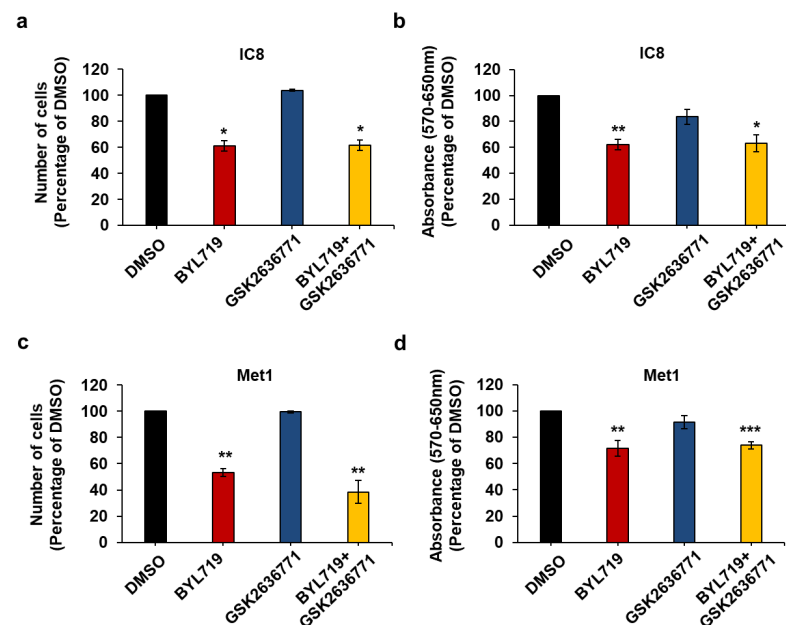 a
IC8
Number of cells
(Percentage of DMSO)
120
100
80
60
40
20
0
*
*
DMSO
BYL719
GSK2636771
BYL719+
GSK2636771
b
IC8
Absorbance (570-650nm)
(Percentage of DMSO)
120
100
80
60
40
20
0
**
*
DMSO
BYL719
GSK2636771
BYL719+
GSK2636771
c
Met1
Number of cells
(Percentage of DMSO)
120
100
80
60
40
20
0
**
**
DMSO
BYL719
GSK2636771
BYL719+
GSK2636771
d
Met1
Absorbance (570-650nm)
(Percentage of DMSO)
120
100
80
60
40
20
0
**
***
DMSO
BYL719
GSK2636771
BYL719+
GSK2636771